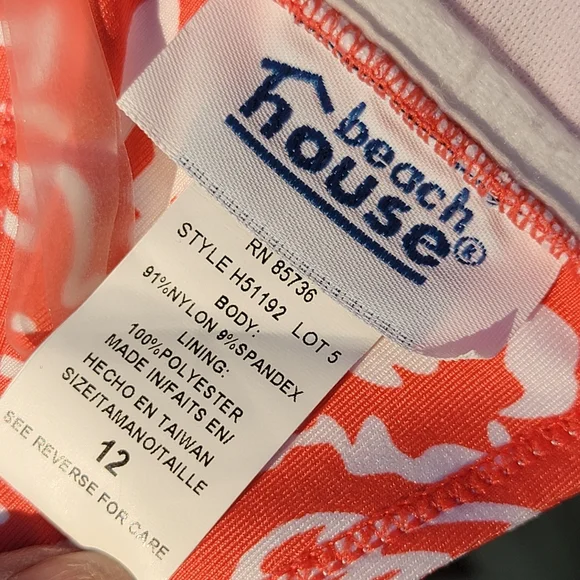 beach
house®
RN 85736
STYLE H51192 LOT 5
BODY:
91%NYLON 9%SPANDEX
LINING:
100%POLYESTER
MADE IN/FAITS EN/
HECHO EN TAIWAN
SIZE/TAMANO/TAILLE
12
SEE REVERSE FOR CARE